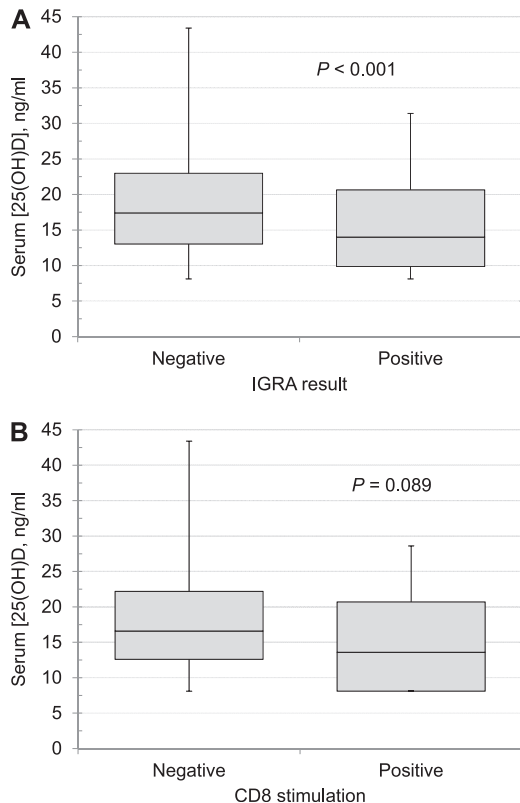 A
Serum [25(OH)D], ng/ml
45
40
35
30
25
20
15
10
5
0
P < 0.001
Negative
Positive
IGRA result
B
Serum [25(OH)D, ng/ml
45
40
35
30
25
20
15
10
5
0
P = 0.089
Negative
Positive
CD8 stimulation